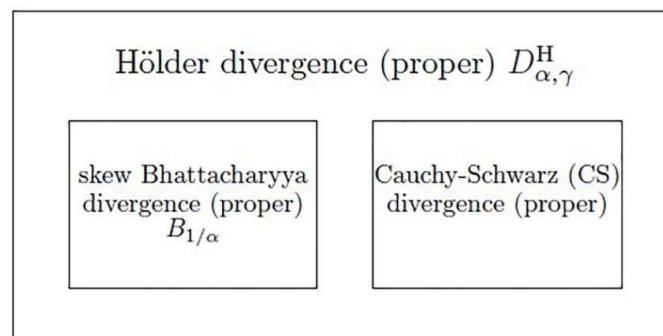 Hölder divergence (proper) D^H_{α,γ}
skew Bhattacharyya
divergence (proper)
B_{1/α}
Cauchy-Schwarz (CS)
divergence (proper)